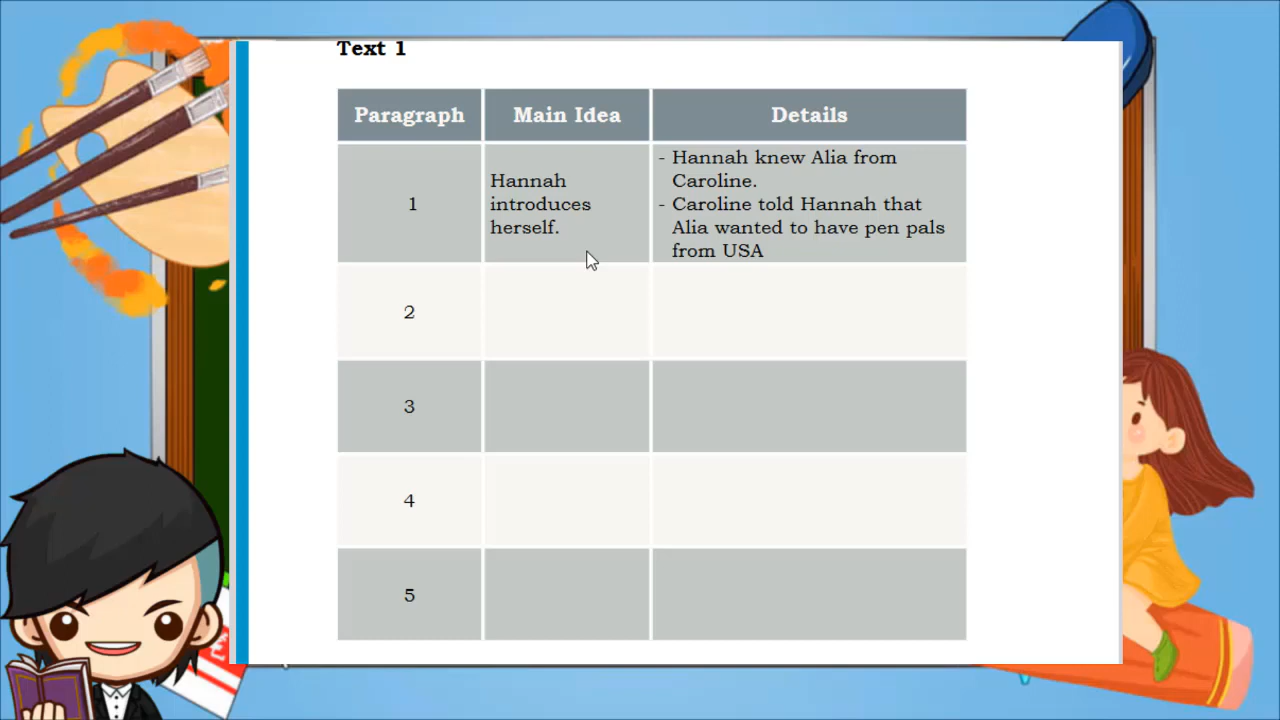 Text 1
Paragraph Main Idea Details
1
Hannah
introduces
herself.
- Hannah knew Alia from
Caroline.
- Caroline told Hannah that
Alia wanted to have pen pals
from USA
2
3
4
5